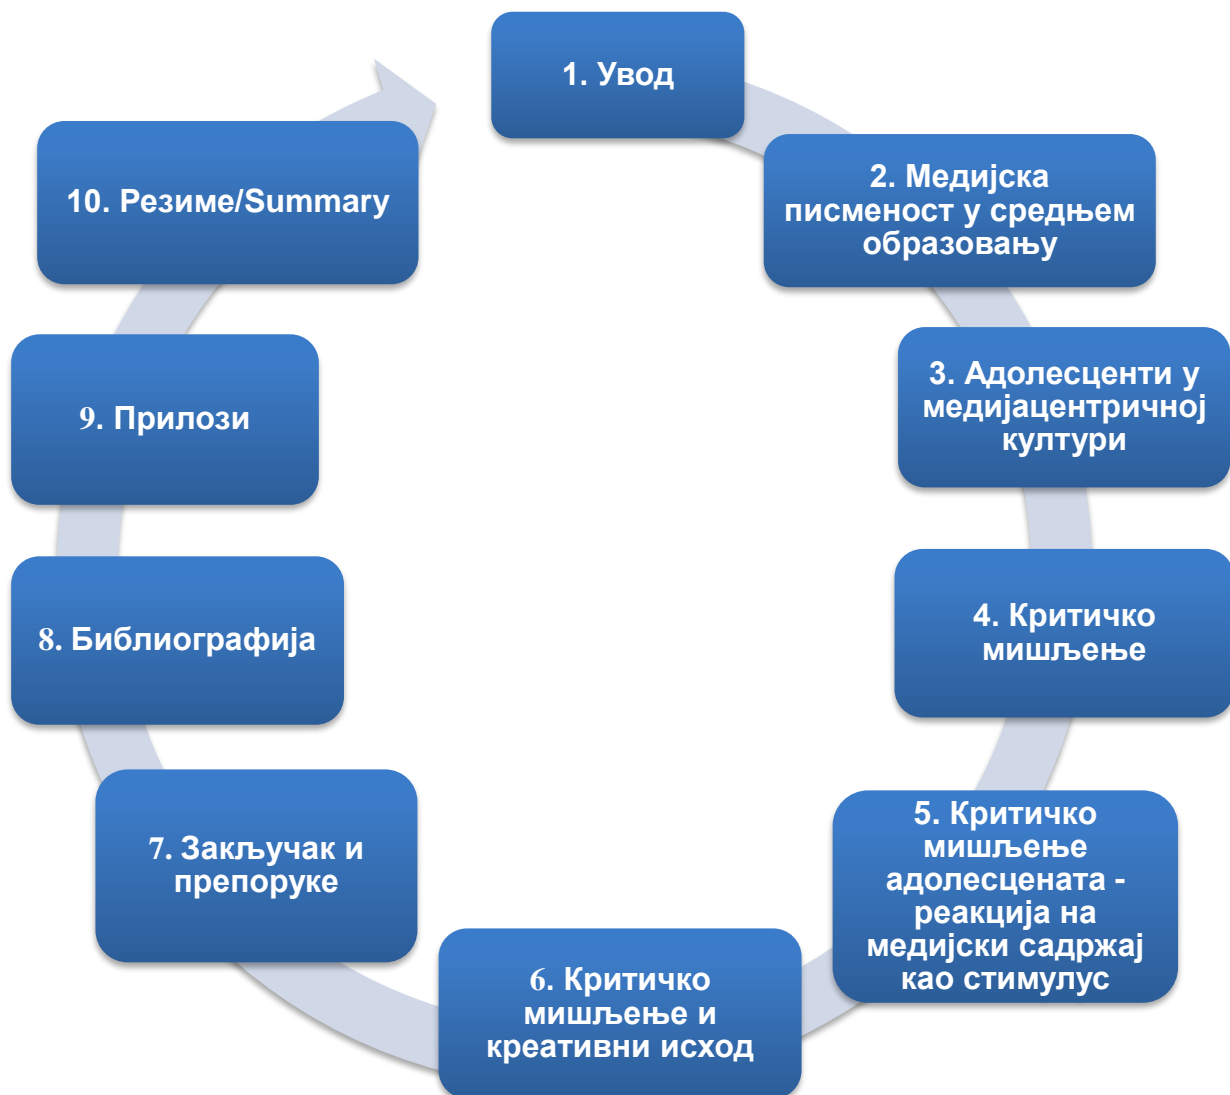 1. Увод
2. Медијска
писменост у средњем
образовању
3. Адолесценти у
медијацентричној
култури
4. Критичко
мишљење
5. Критичко
мишљење
адолесцената -
реакција на
медијски садржај
као стимулус
6. Критичко
мишљење и
креативни исход
7. Закључак и
препоруке
8. Библиографија
9. Прилози
10. Резиме/Summary